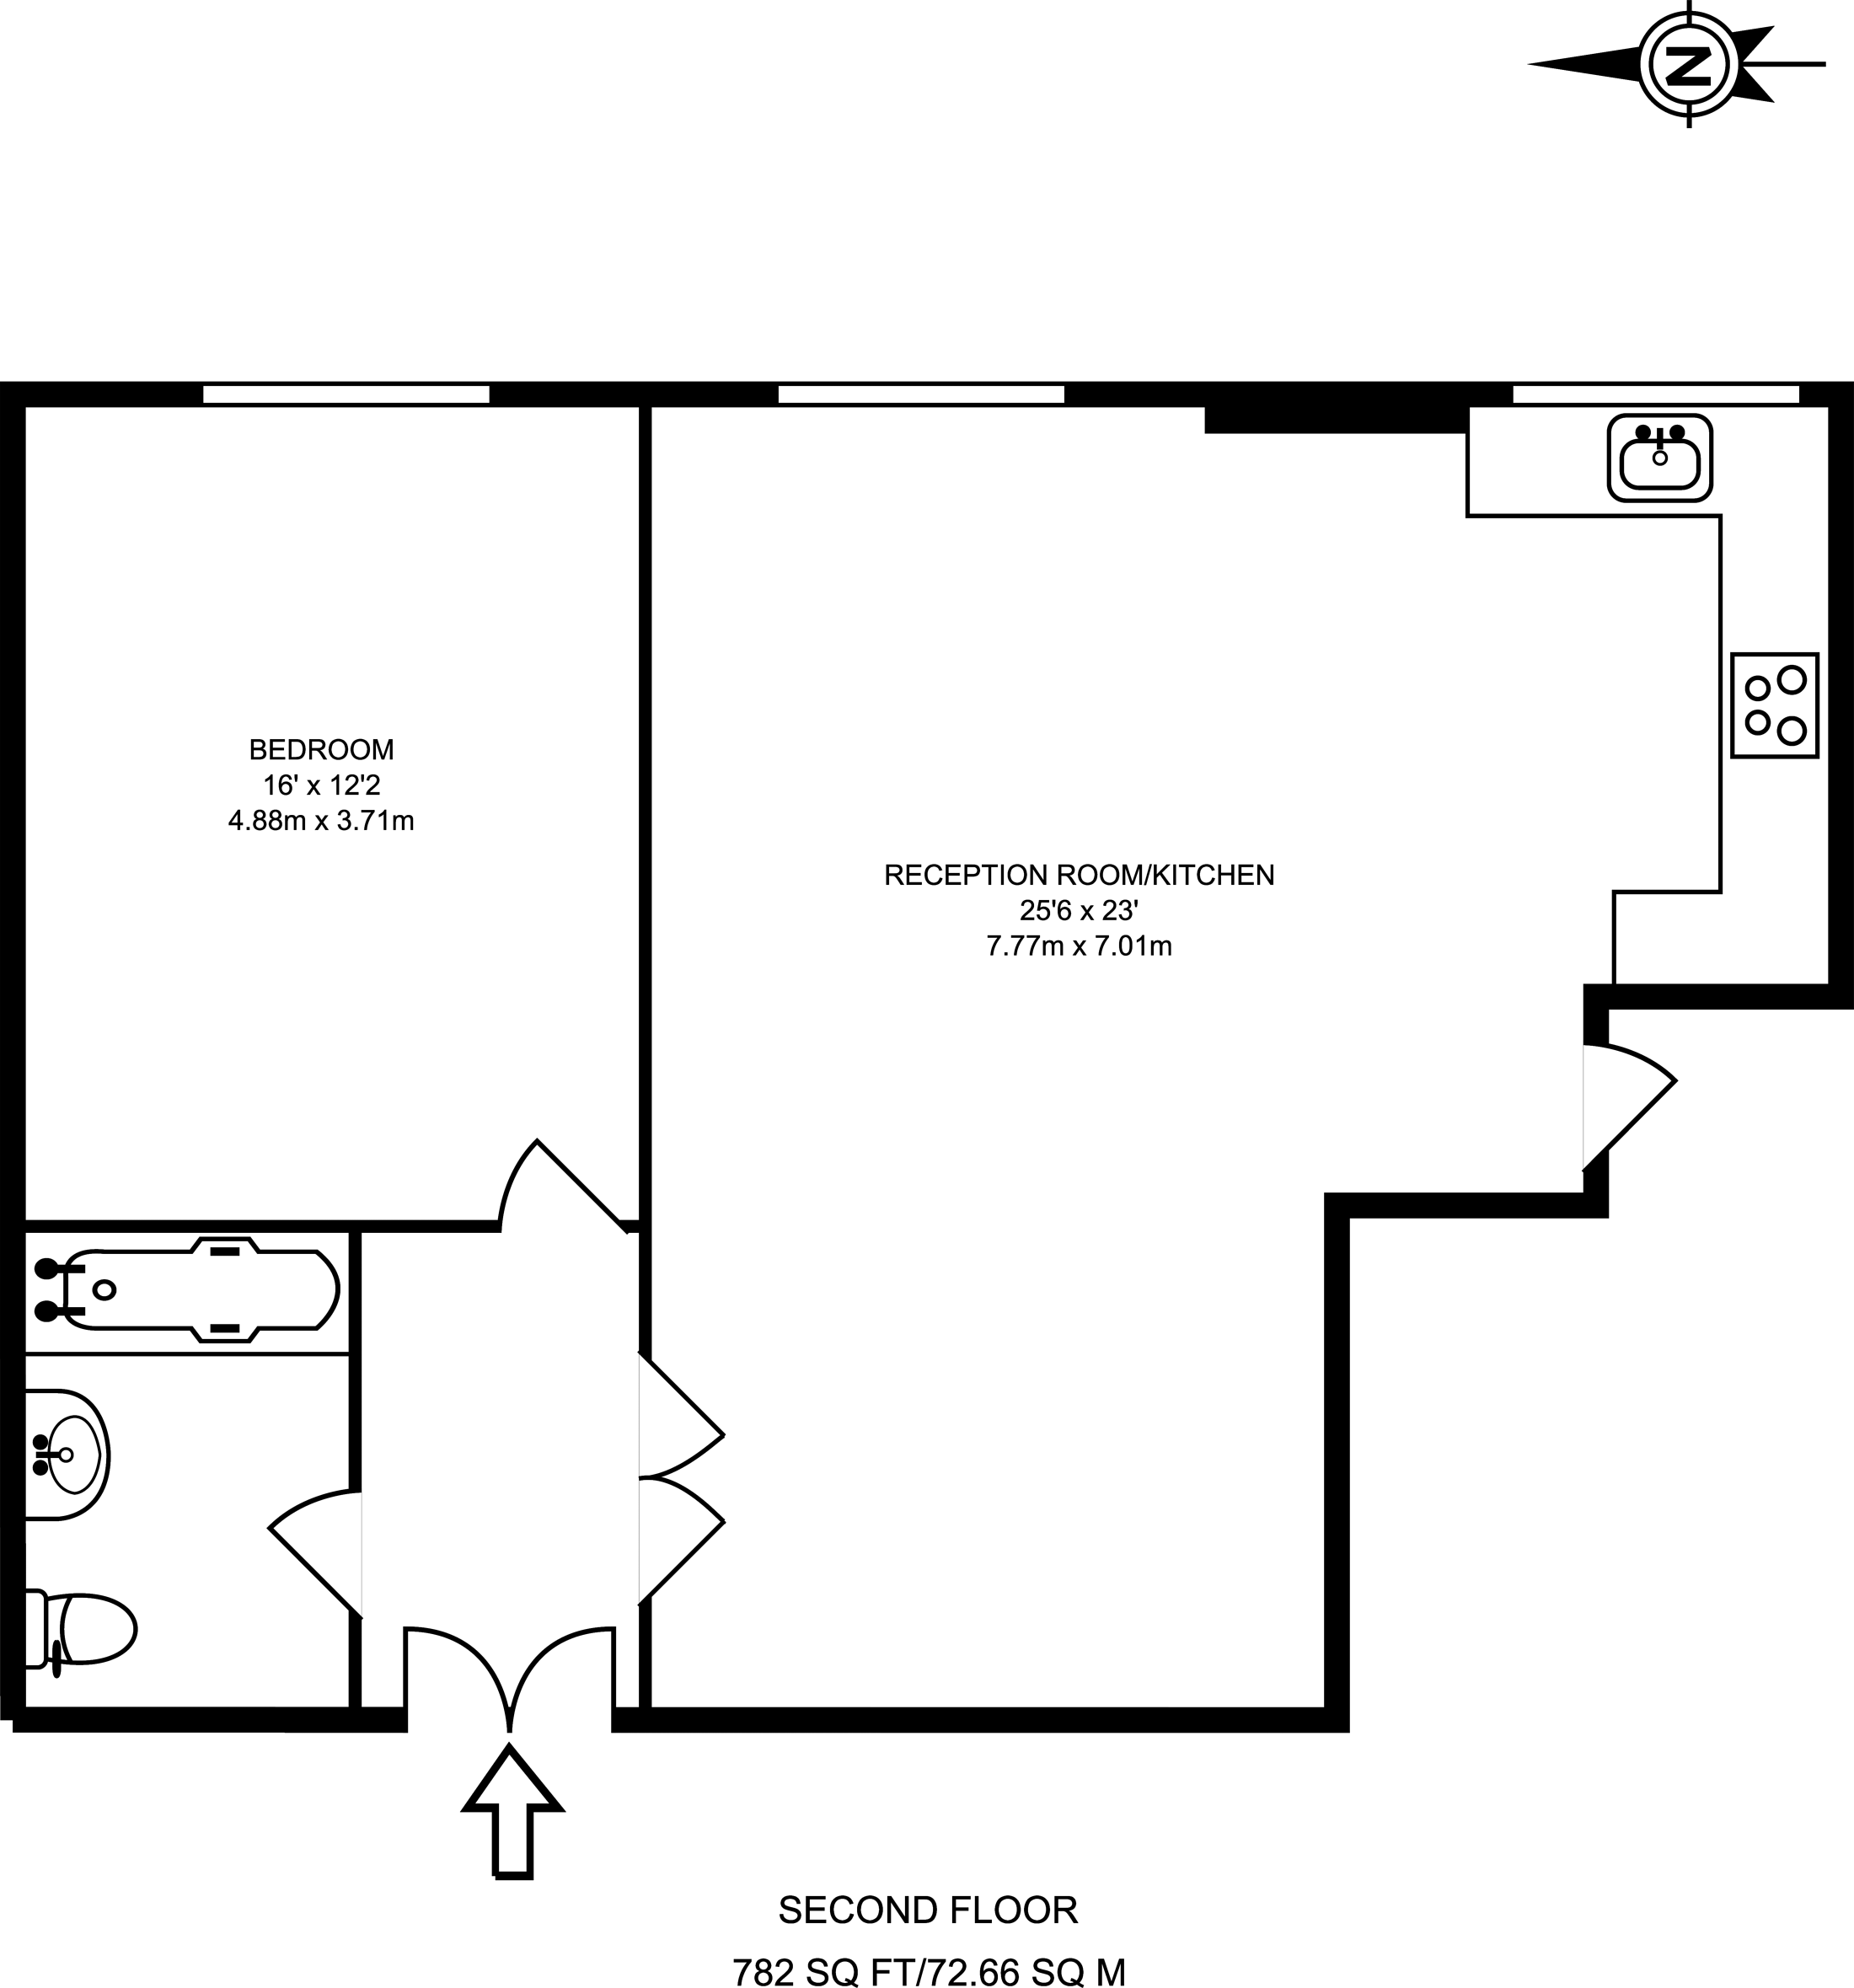 N
BEDROOM
16' x 12'2
4.88m x 3.71m
RECEPTION ROOM/KITCHEN
25'6 x 23'
7.77m x 7.01m
SECOND FLOOR
782 SQ FT/72.66 SQ M